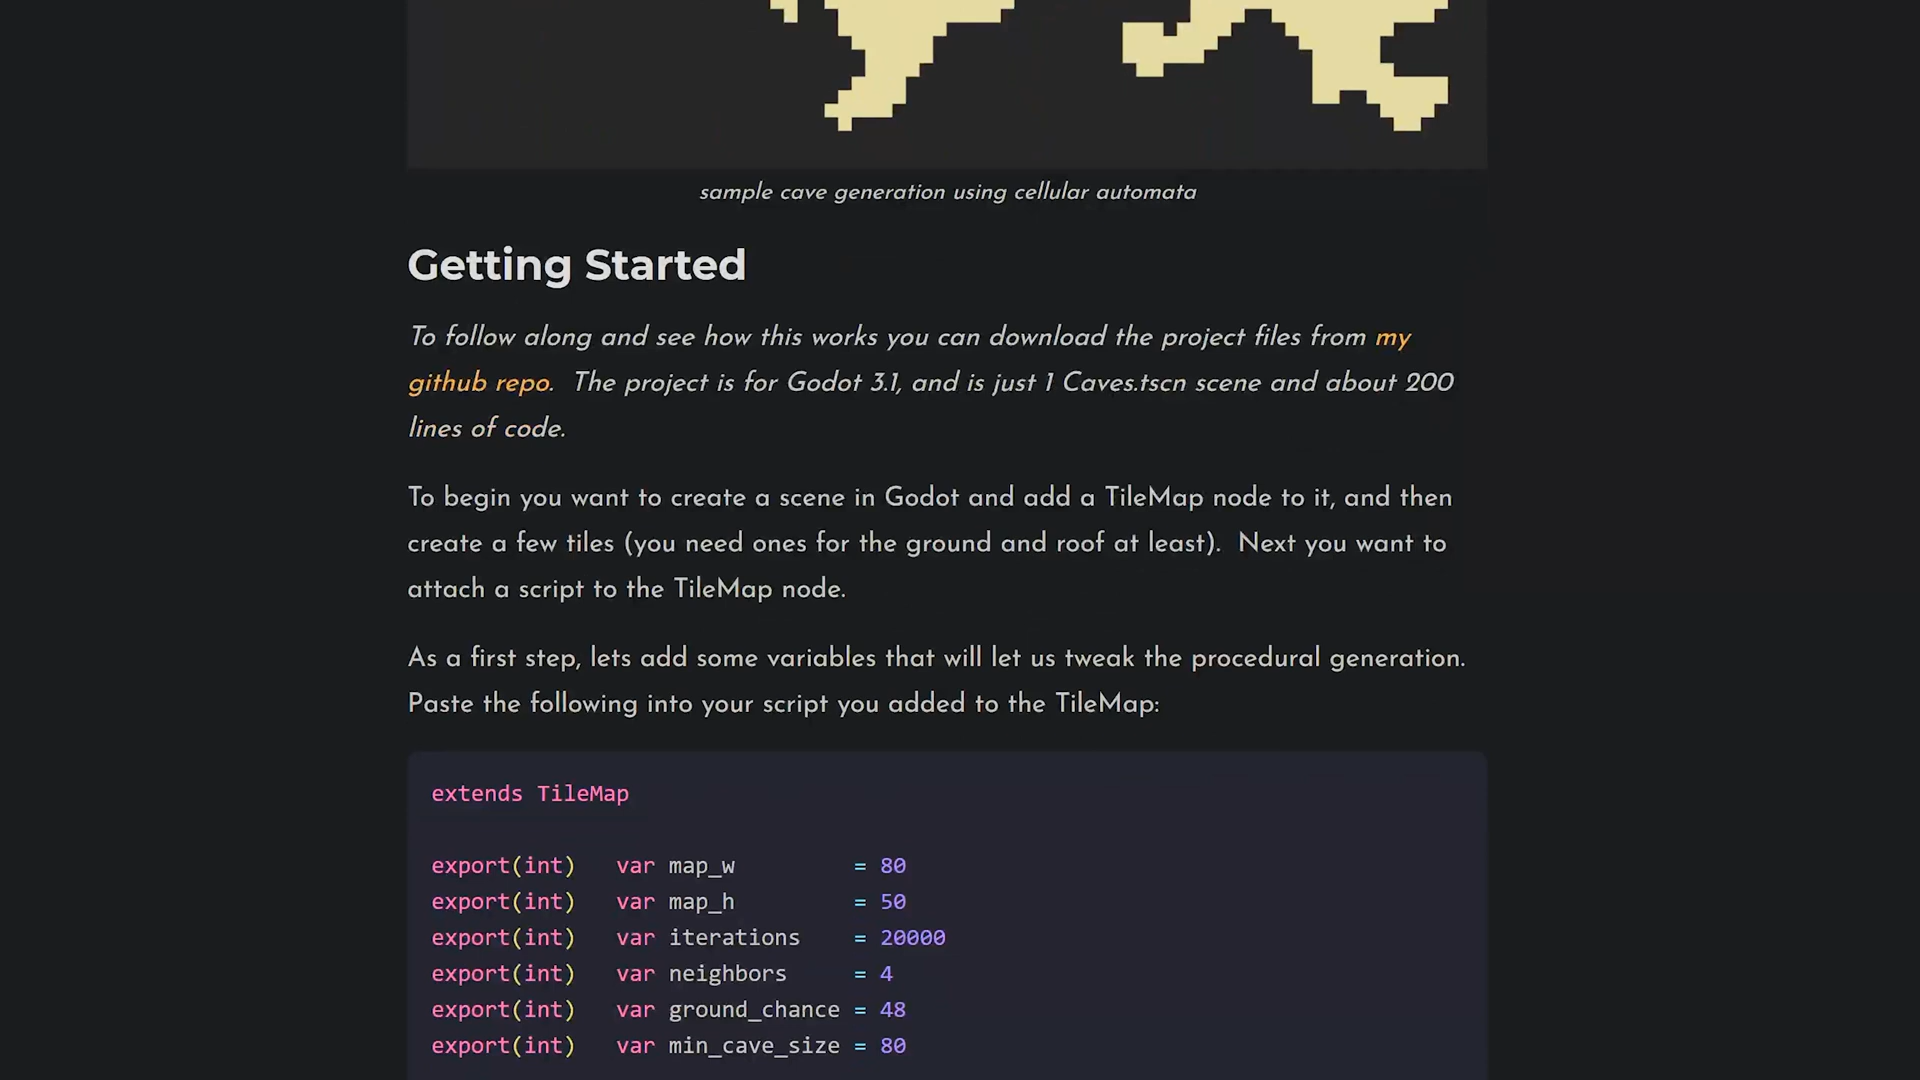 sample cave generation using cellular automata
Getting Started
To follow along and see how this works you can download the project files from my
github repo.  The project is for Godot 3.1, and is just 1 Caves.tscn scene and about 200
lines of code.
To begin you want to create a scene in Godot and add a TileMap node to it, and then
create a few tiles (you need ones for the ground and roof at least).  Next you want to
attach a script to the TileMap node.
As a first step, lets add some variables that will let us tweak the procedural generation.
Paste the following into your script you added to the TileMap:
extends TileMap
export(int)   var map_w         = 80
export(int)   var map_h         = 50
export(int)   var iterations    = 20000
export(int)   var neighbors     = 4
export(int)   var ground_chance = 48
export(int)   var min_cave_size = 80